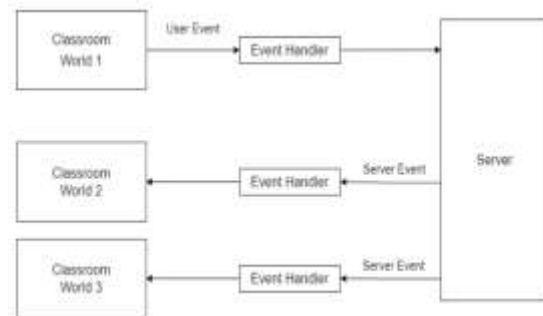 Classroom
World 1
User Event
Event Handler
Server
Classroom
World 2
Event Handler
Server Event
Classroom
World 3
Event Handler
Server Event